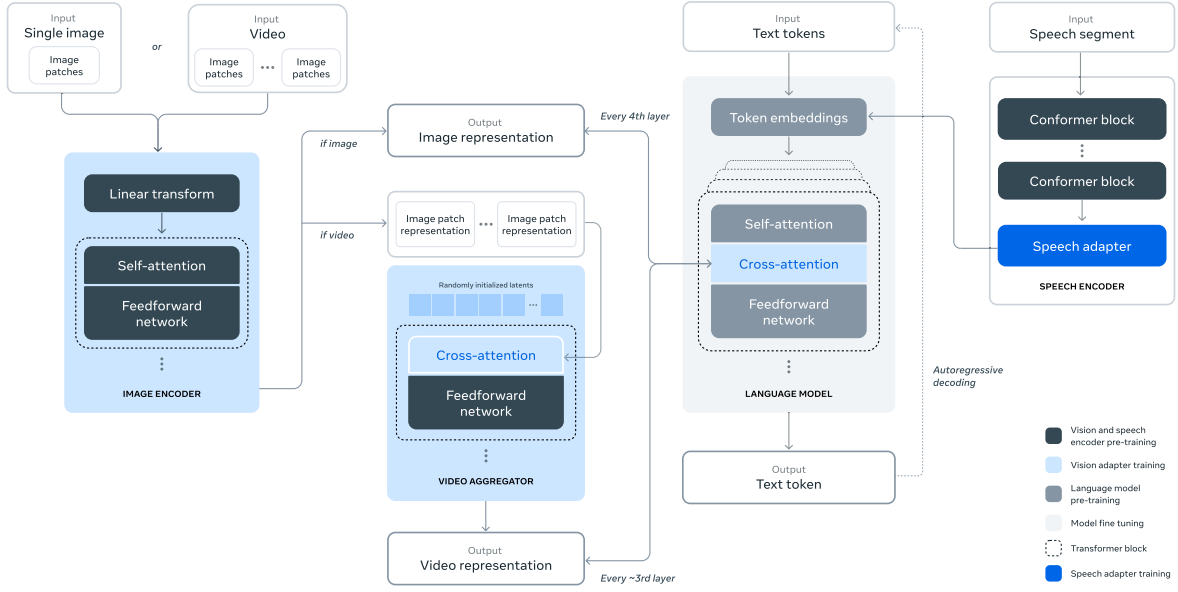 Input
Single image
Image
patches
or
Input
Video
Image
patches
...
Image
patches
Linear transform
Self-attention
Feedforward
network
IMAGE ENCODER
if image
if video
Output
Image representation
Image patch
representation
...
Image patch
representation
Randomly initialized latents
...
Cross-attention
Feedforward
network
VIDEO AGGREGATOR
Output
Video representation
Every 4th layer
Every ~3rd layer
Input
Text tokens
Token embeddings
Self-attention
Cross-attention
Feedforward
network
LANGUAGE MODEL
Output
Text token
Autoregressive
decoding
Input
Speech segment
Conformer block
Conformer block
Speech adapter
SPEECH ENCODER
Vision and speech
encoder pre-training
Vision adapter training
Language model
pre-training
Model fine tuning
Transformer block
Speech adapter training